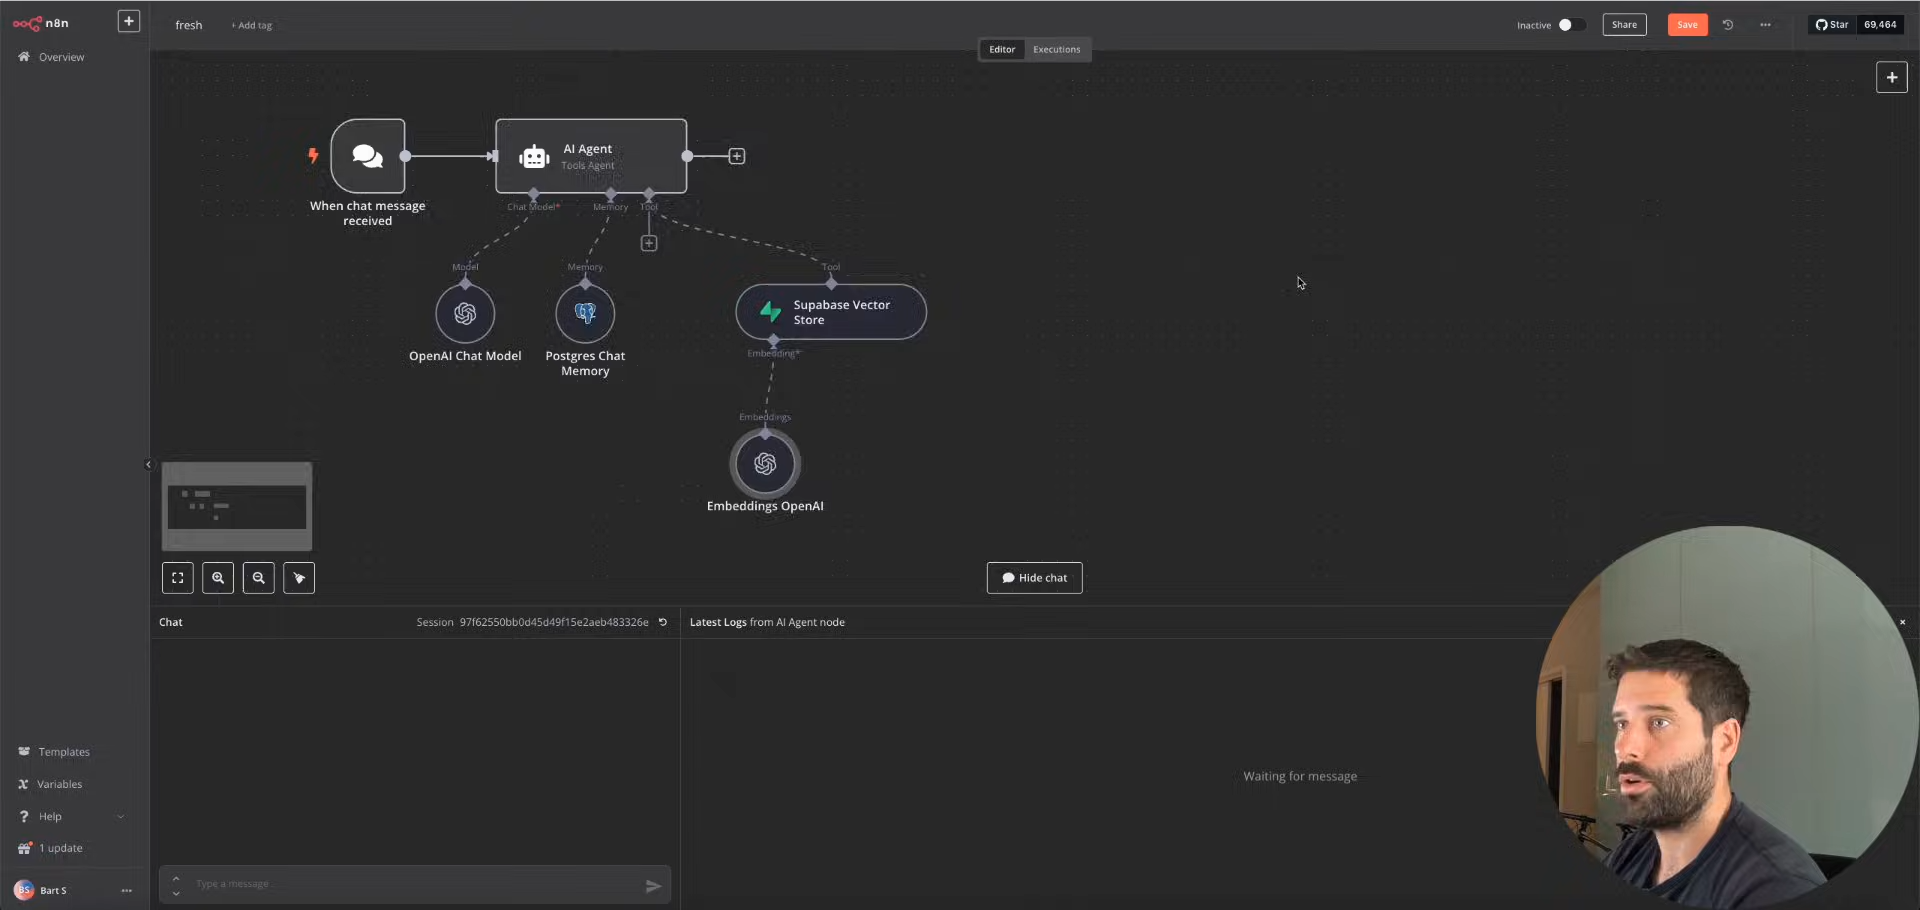 n8n
fresh
+ Add tag
Inactive
Share
Save
Star
69,464
Overview
Editor
Executions
AI Agent
Tools Agent
When chat message
received
Chat Model*
Memory
Tool
Model
Memory
Tool
Supabase Vector
Store
OpenAI Chat Model
Postgres Chat
Memory
Embedding*
Embeddings
Embeddings OpenAI
Hide chat
Chat
Session 97f62550bb0d45d49f15e2aeb483326e
Latest Logs from AI Agent node
Waiting for message
Templates
Variables
Help
1 update
BS
Bart S
Type a message